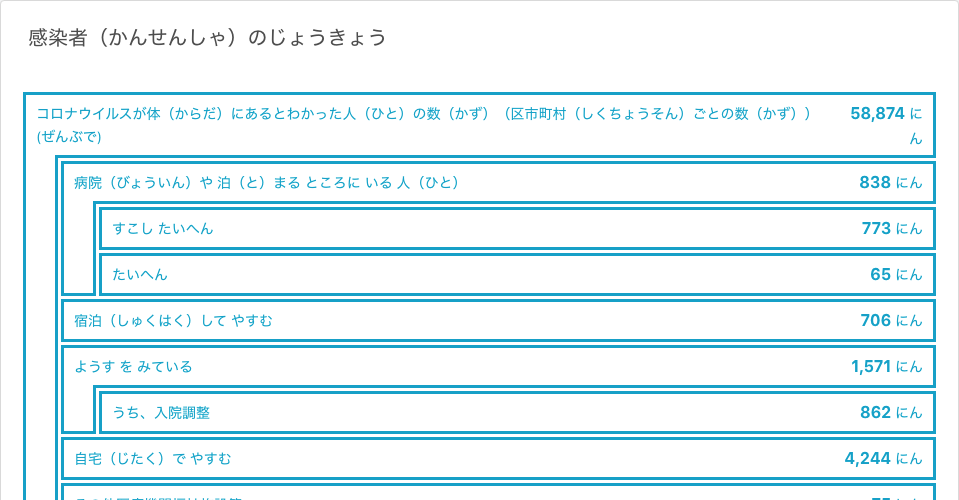 感染者（かんせんしゃ）のじょうきょう
コロナウイルスが体（からだ）にあるとわかった人（ひと）の数（かず）（区市町村（しくちょうそん）ごとの数（かず））
(ぜんぶで)
58,874 に
ん
病院（びょういん）や 泊（と）まる ところに いる 人（ひと） 838 にん
すこし たいへん 773 にん
たいへん 65 にん
宿泊（しゅくはく）して やすむ 706 にん
ようす を みている 1,571 にん
うち、入院調整 862 にん
自宅（じたく）で やすむ 4,244 にん